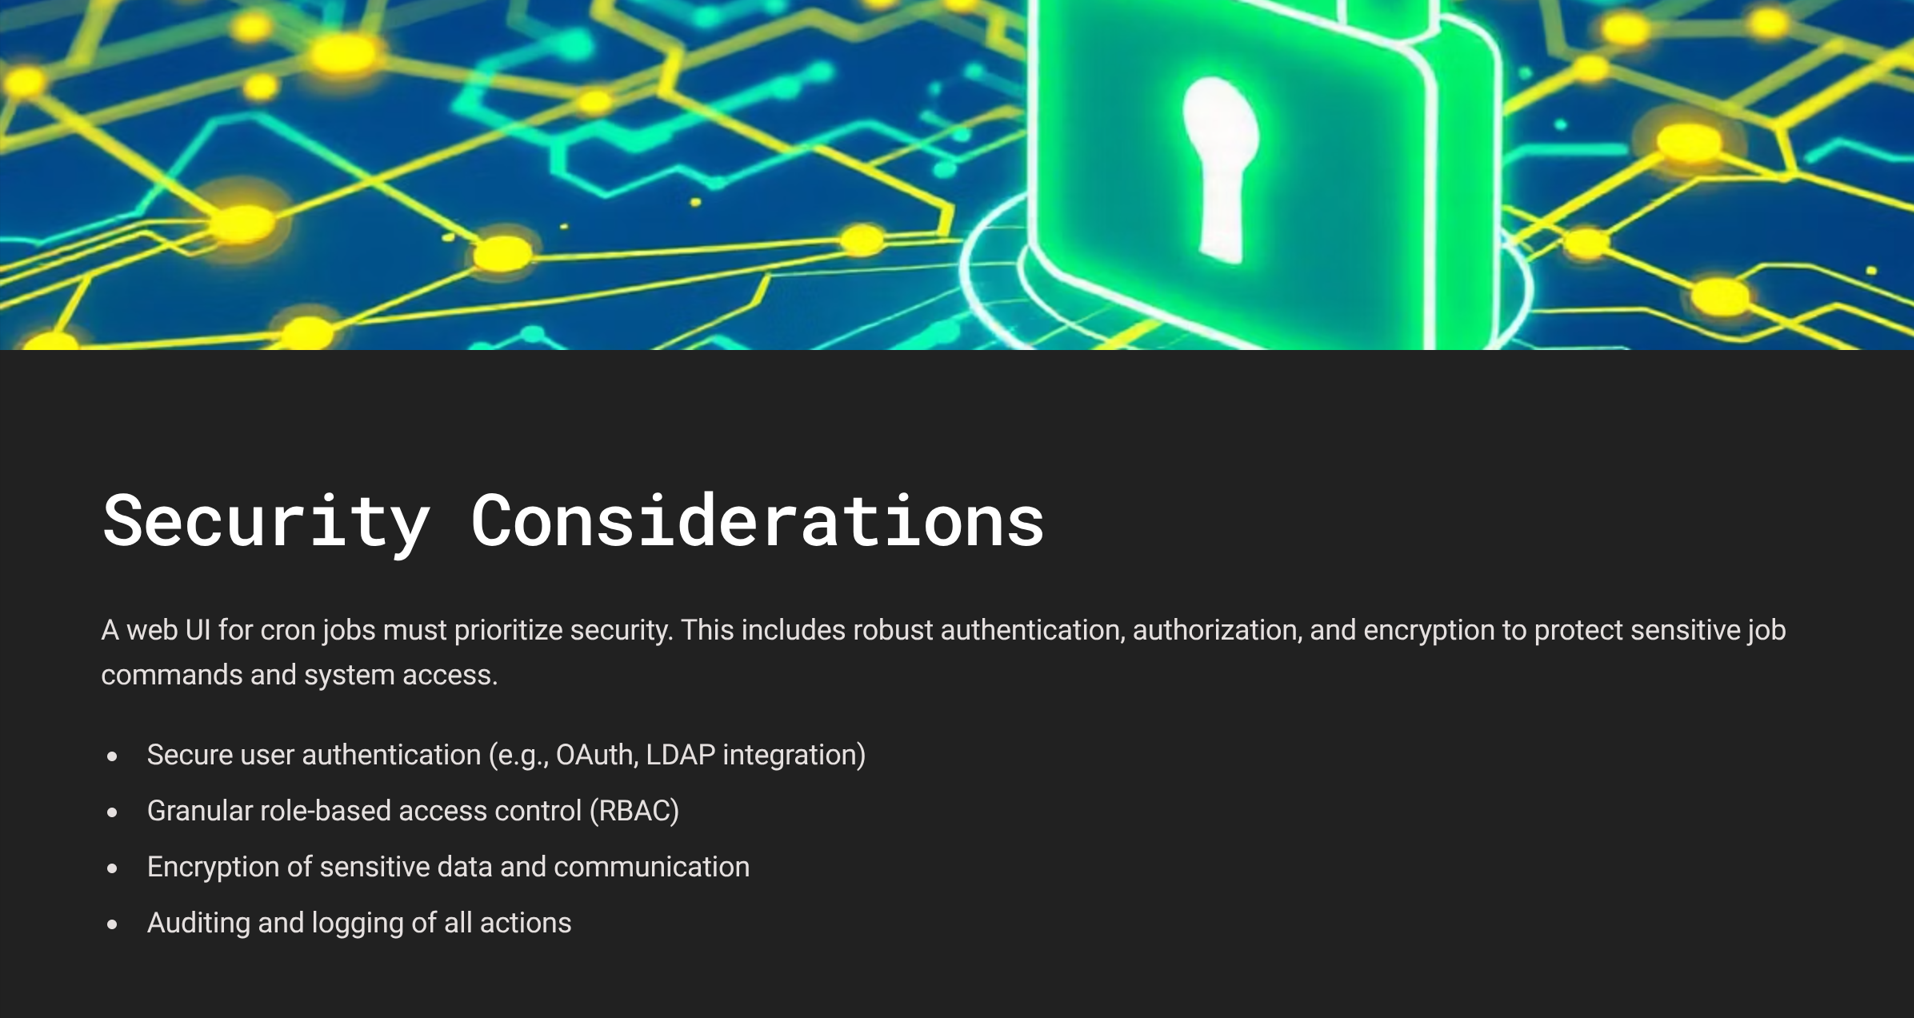 Security Considerations
A web UI for cron jobs must prioritize security. This includes robust authentication, authorization, and encryption to protect sensitive job
commands and system access.
• Secure user authentication (e.g., OAuth, LDAP integration)
• Granular role-based access control (RBAC)
• Encryption of sensitive data and communication
• Auditing and logging of all actions